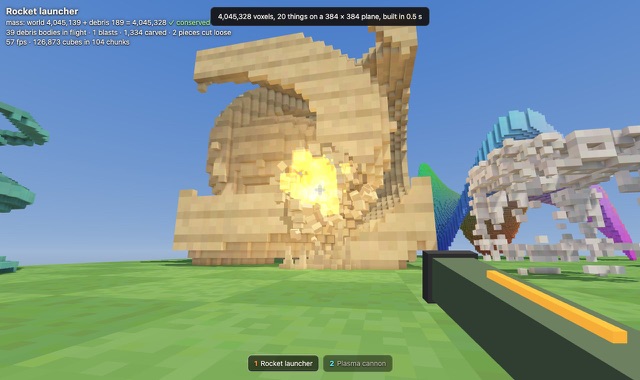 Rocket launcher
mass: world 4,045,139 + debris 189 = 4,045,328 ✓ conserved
39 debris bodies in flight · 1 blasts · 1,334 carved · 2 pieces cut loose
57 fps · 126,873 cubes in 104 chunks
4,045,328 voxels, 20 things on a 384 × 384 plane, built in 0.5 s
1 Rocket launcher
2 Plasma cannon